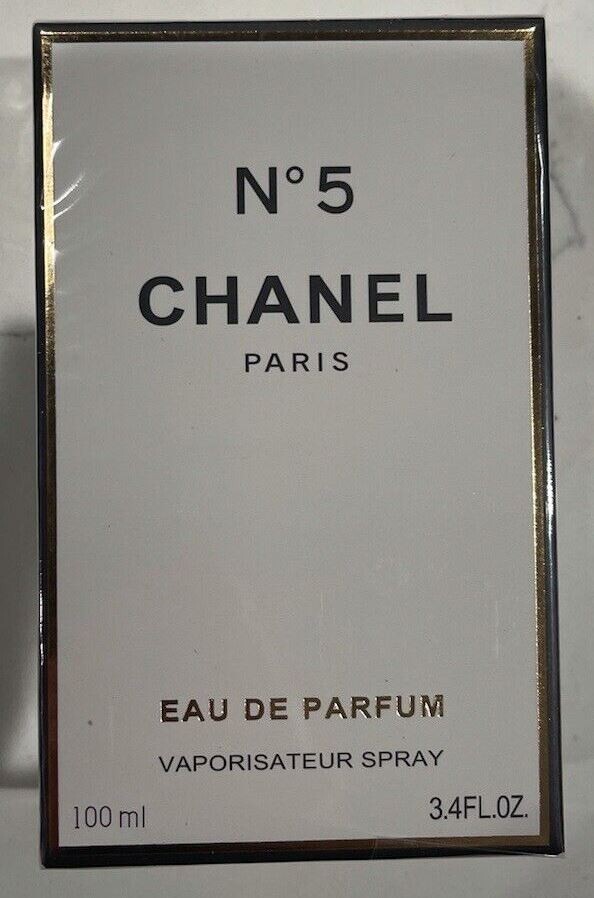 N°5
CHANEL
PARIS
EAU DE PARFUM
VAPORISATEUR SPRAY
100 ml
3.4FL.OZ.